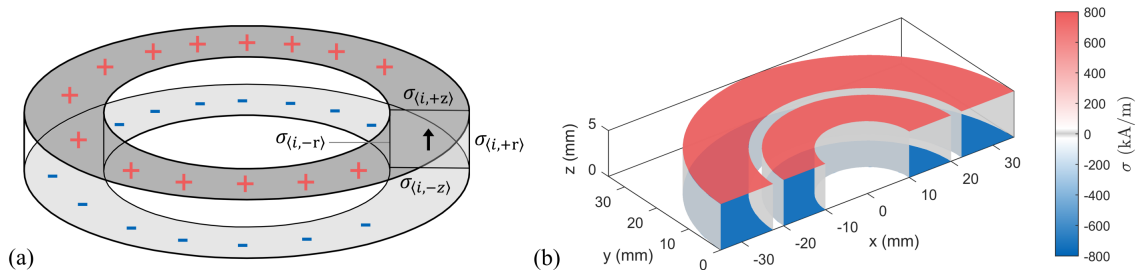 (a)
+ + + + + + + + + + + + + +
- - - - - - - - - - - - -
σ⟨i,+z⟩
σ⟨i,−r⟩
σ⟨i,+r⟩
σ⟨i,−z⟩
(b)
z (mm)
5
0
y (mm)
30
20
10
0
x (mm)
-30
-20
-10
0
10
20
30
800
600
400
200
0
-200
-400
-600
-800
σ (kA/m)